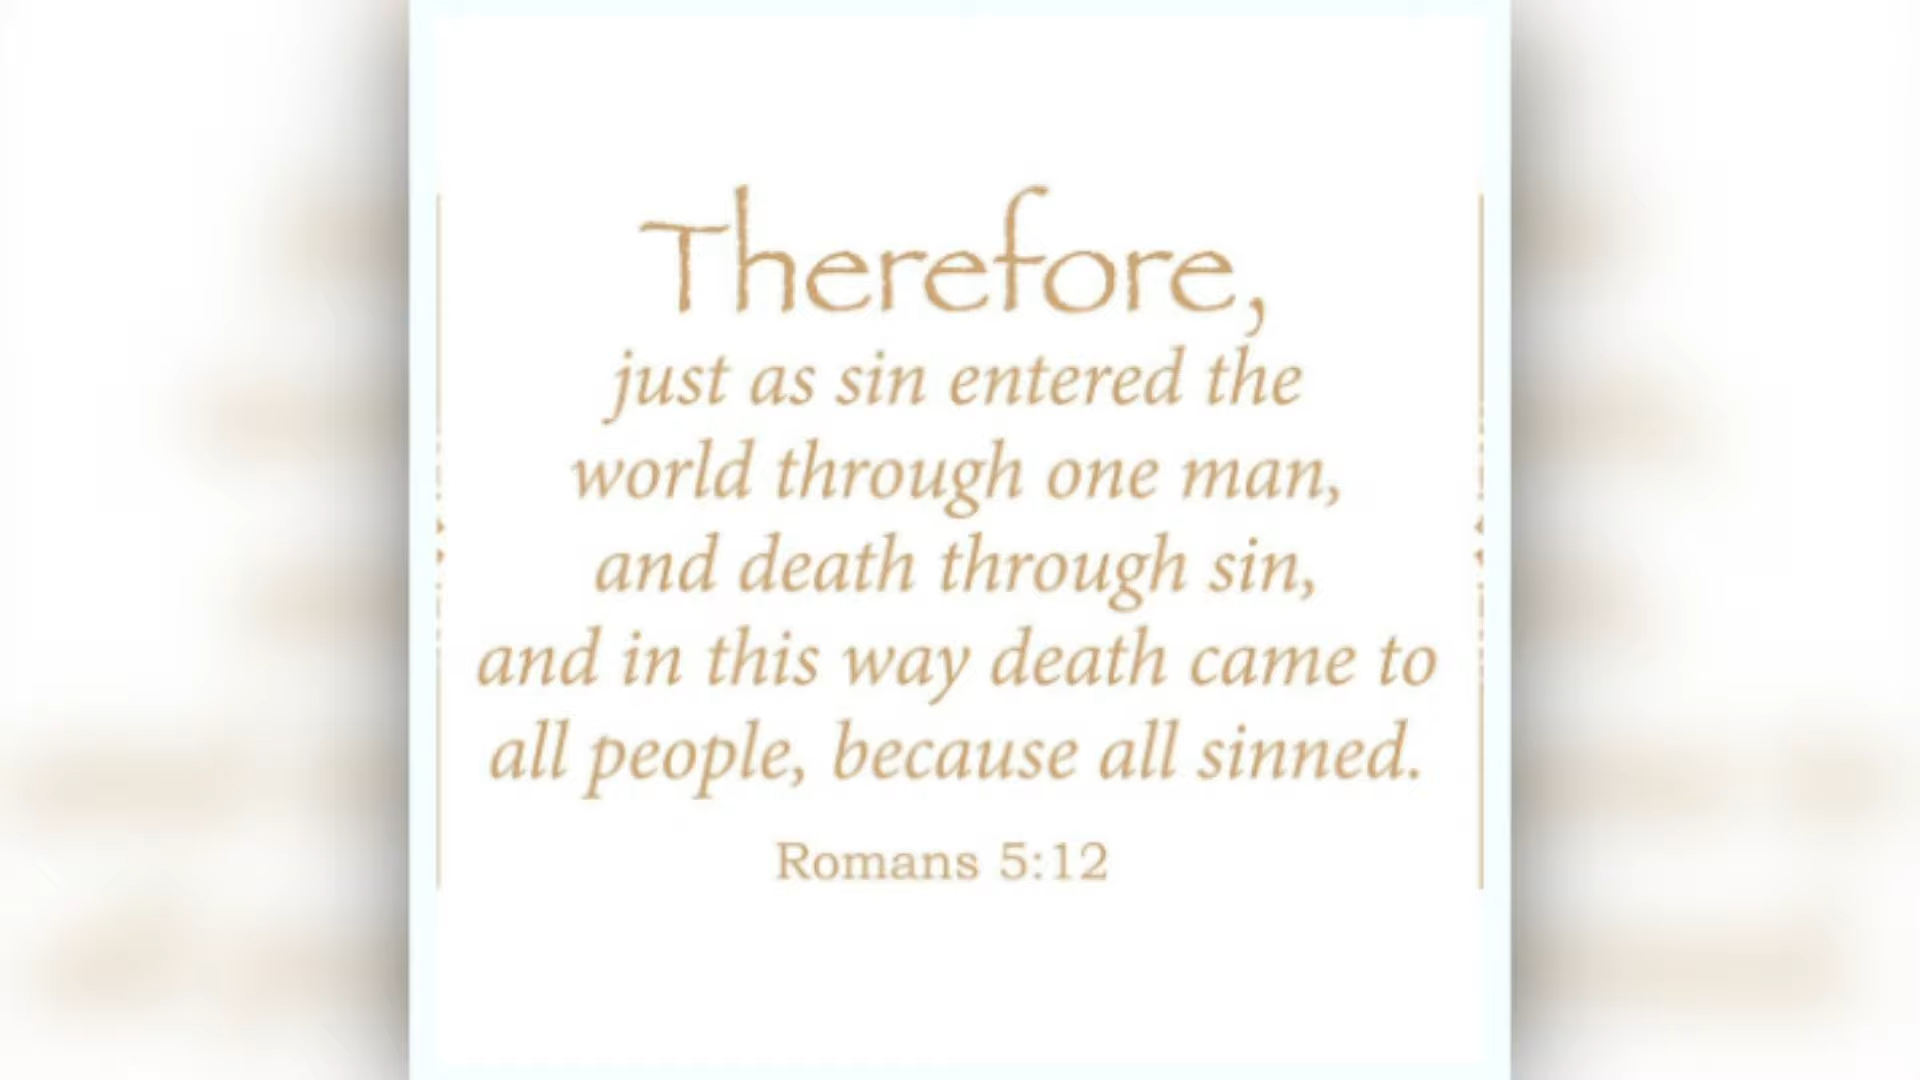 Therefore,
just as sin entered the
world through one man,
and death through sin,
and in this way death came to
all people, because all sinned.
Romans 5:12